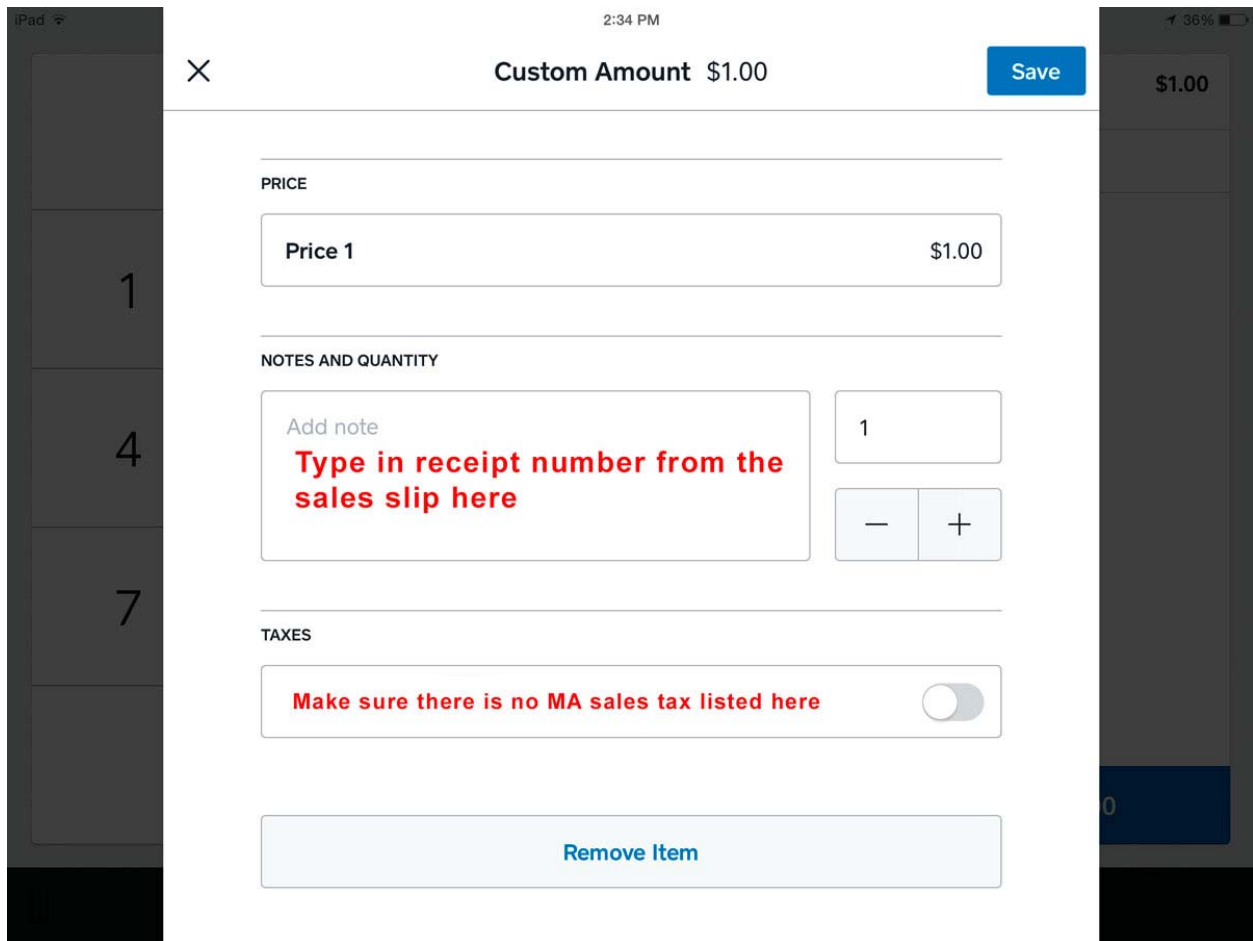 iPad 2:34 PM 36%
Custom Amount $1.00 Save
$1.00
PRICE
Price 1 $1.00
1
NOTES AND QUANTITY
Add note
1
Type in receipt number from the
sales slip here
4
− +
7
TAXES
Make sure there is no MA sales tax listed here
0
Remove Item